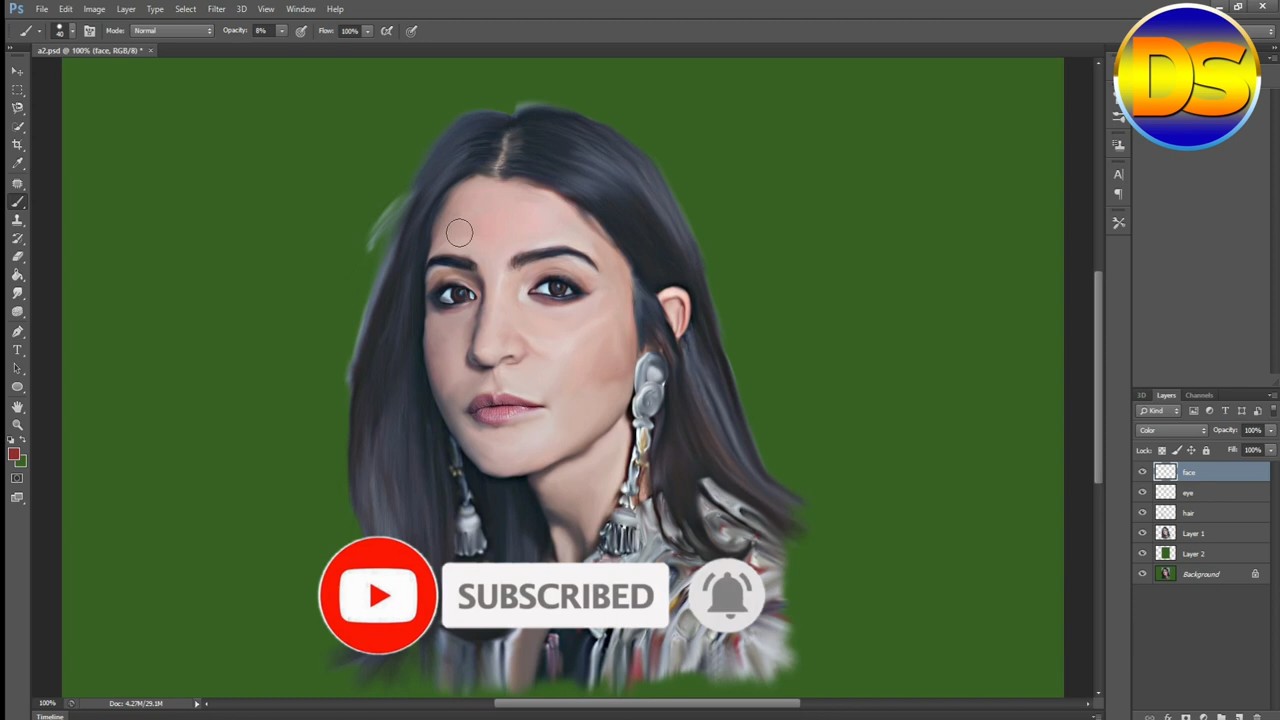 Ps File Edit Image Layer Type Select Filter 3D View Window Help
40 Mode: Normal Opacity: 8% Flow: 100%
a2.psd @ 100% (face, RGB/8) * ×
DS
3D Layers Channels
Kind
Color Opacity: 100%
Lock: Fill: 100%
face
eye
hair
Layer 1
Layer 2
Background
SUBSCRIBED
100% Doc: 4.27M/29.1M
Timeline